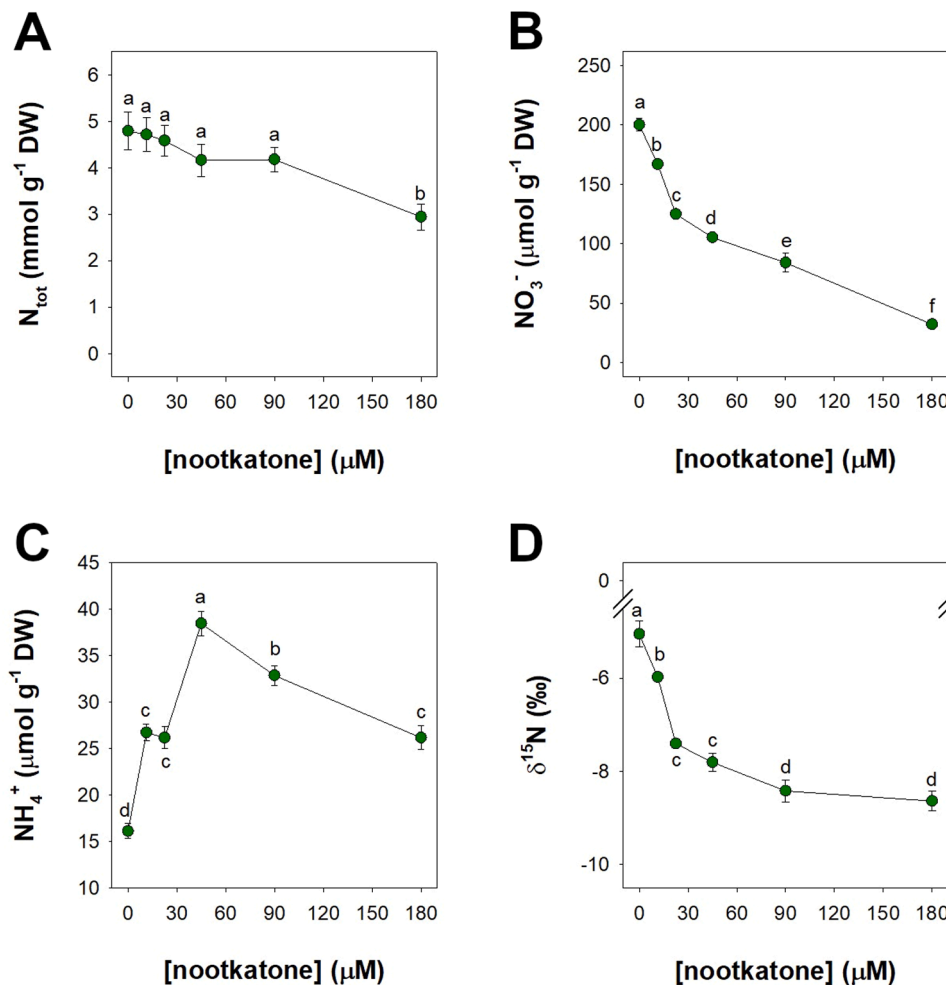 A
N_tot (mmol g⁻¹ DW)
6
5
4
3
2
1
0
a a a a a b
0 30 60 90 120 150 180
[nootkatone] (μM)
B
NO₃⁻ (μmol g⁻¹ DW)
250
200
150
100
50
0
a
b
c
d
e
f
0 30 60 90 120 150 180
[nootkatone] (μM)
C
NH₄⁺ (μmol g⁻¹ DW)
45
40
35
30
25
20
15
10
d
c
c
a
b
c
0 30 60 90 120 150 180
[nootkatone] (μM)
D
δ¹⁵N (‰)
0
-6
-8
-10
a
b
c
c
d
d
0 30 60 90 120 150 180
[nootkatone] (μM)